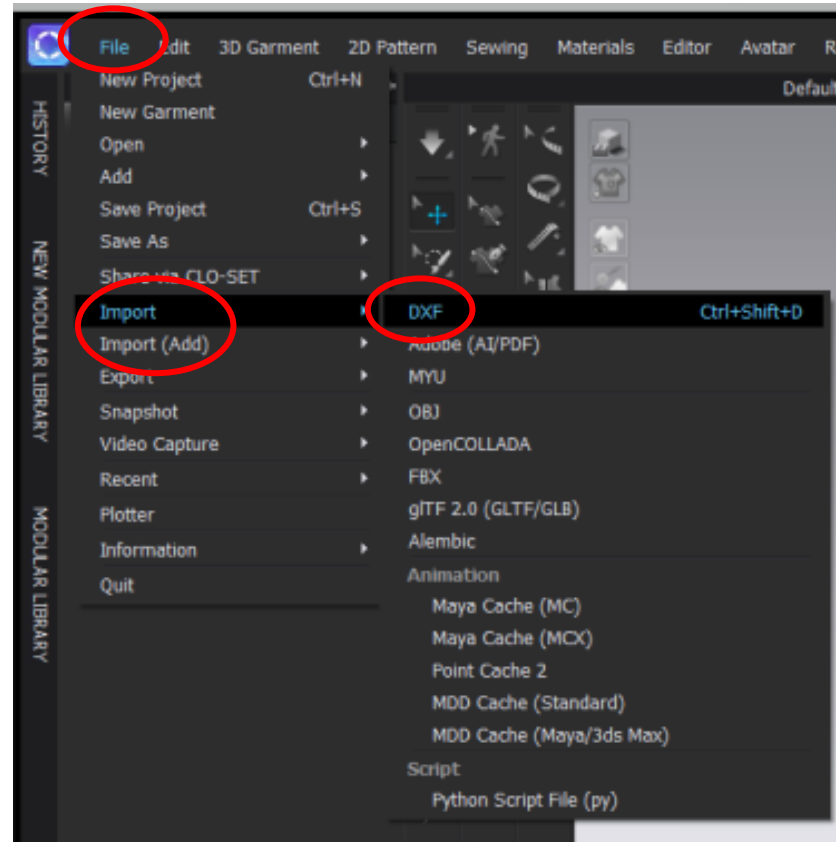 File Edit 3D Garment 2D Pattern Sewing Materials Editor Avatar R
Defaul
HISTORY
NEW MODULAR LIBRARY
MODULAR LIBRARY
New Project Ctrl+N
New Garment
Open
Add
Save Project Ctrl+S
Save As
Share via CLO-SET
Import
Import (Add)
Export
Snapshot
Video Capture
Recent
Plotter
Information
Quit
DXF Ctrl+Shift+D
Adobe (AI/PDF)
MYU
OBJ
OpenCOLLADA
FBX
glTF 2.0 (GLTF/GLB)
Alembic
Animation
Maya Cache (MC)
Maya Cache (MCX)
Point Cache 2
MDD Cache (Standard)
MDD Cache (Maya/3ds Max)
Script
Python Script File (py)